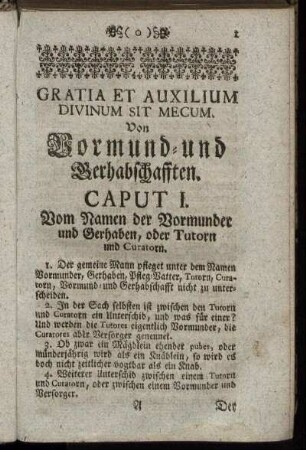 ( o ) 1
GRATIA ET AUXILIUM
DIVINUM SIT MECUM.
Von
Vormund- und
Gerhabschafften.
CAPUT I.
Vom Namen der Vormunder
und Gerhaben, oder Tutorn
und Curatorn.
1. Der gemeine Mann pfleget unter dem Namen
Vormunder, Gerhaben, Pfleg-Vatter, Tutorn, Cura-
torn, Vormund- und Gerhabschafft nicht zu unter-
scheiden.
2. In der Sach selbsten ist zwischen den Tutorn
und Curatorn ein Unterschid, und was für einer?
Und werden die Tutores eigentlich Vormunder, die
Curatores aber Versorger genennet.
3. Ob zwar ein Mägdlein ehender puber, oder
münderjährig wird als ein Knäblein, so wird es
doch nicht zeitlicher vogtbar als ein Knab.
4. Weiterer Unterschid zwischen einem Tutorn
und Curatorn, oder zwischen einem Vormunder und
Versorger.
A Der